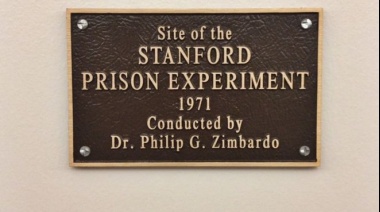 Site of the
STANFORD
PRISON EXPERIMENT
1971
Conducted by
Dr. Philip G. Zimbardo